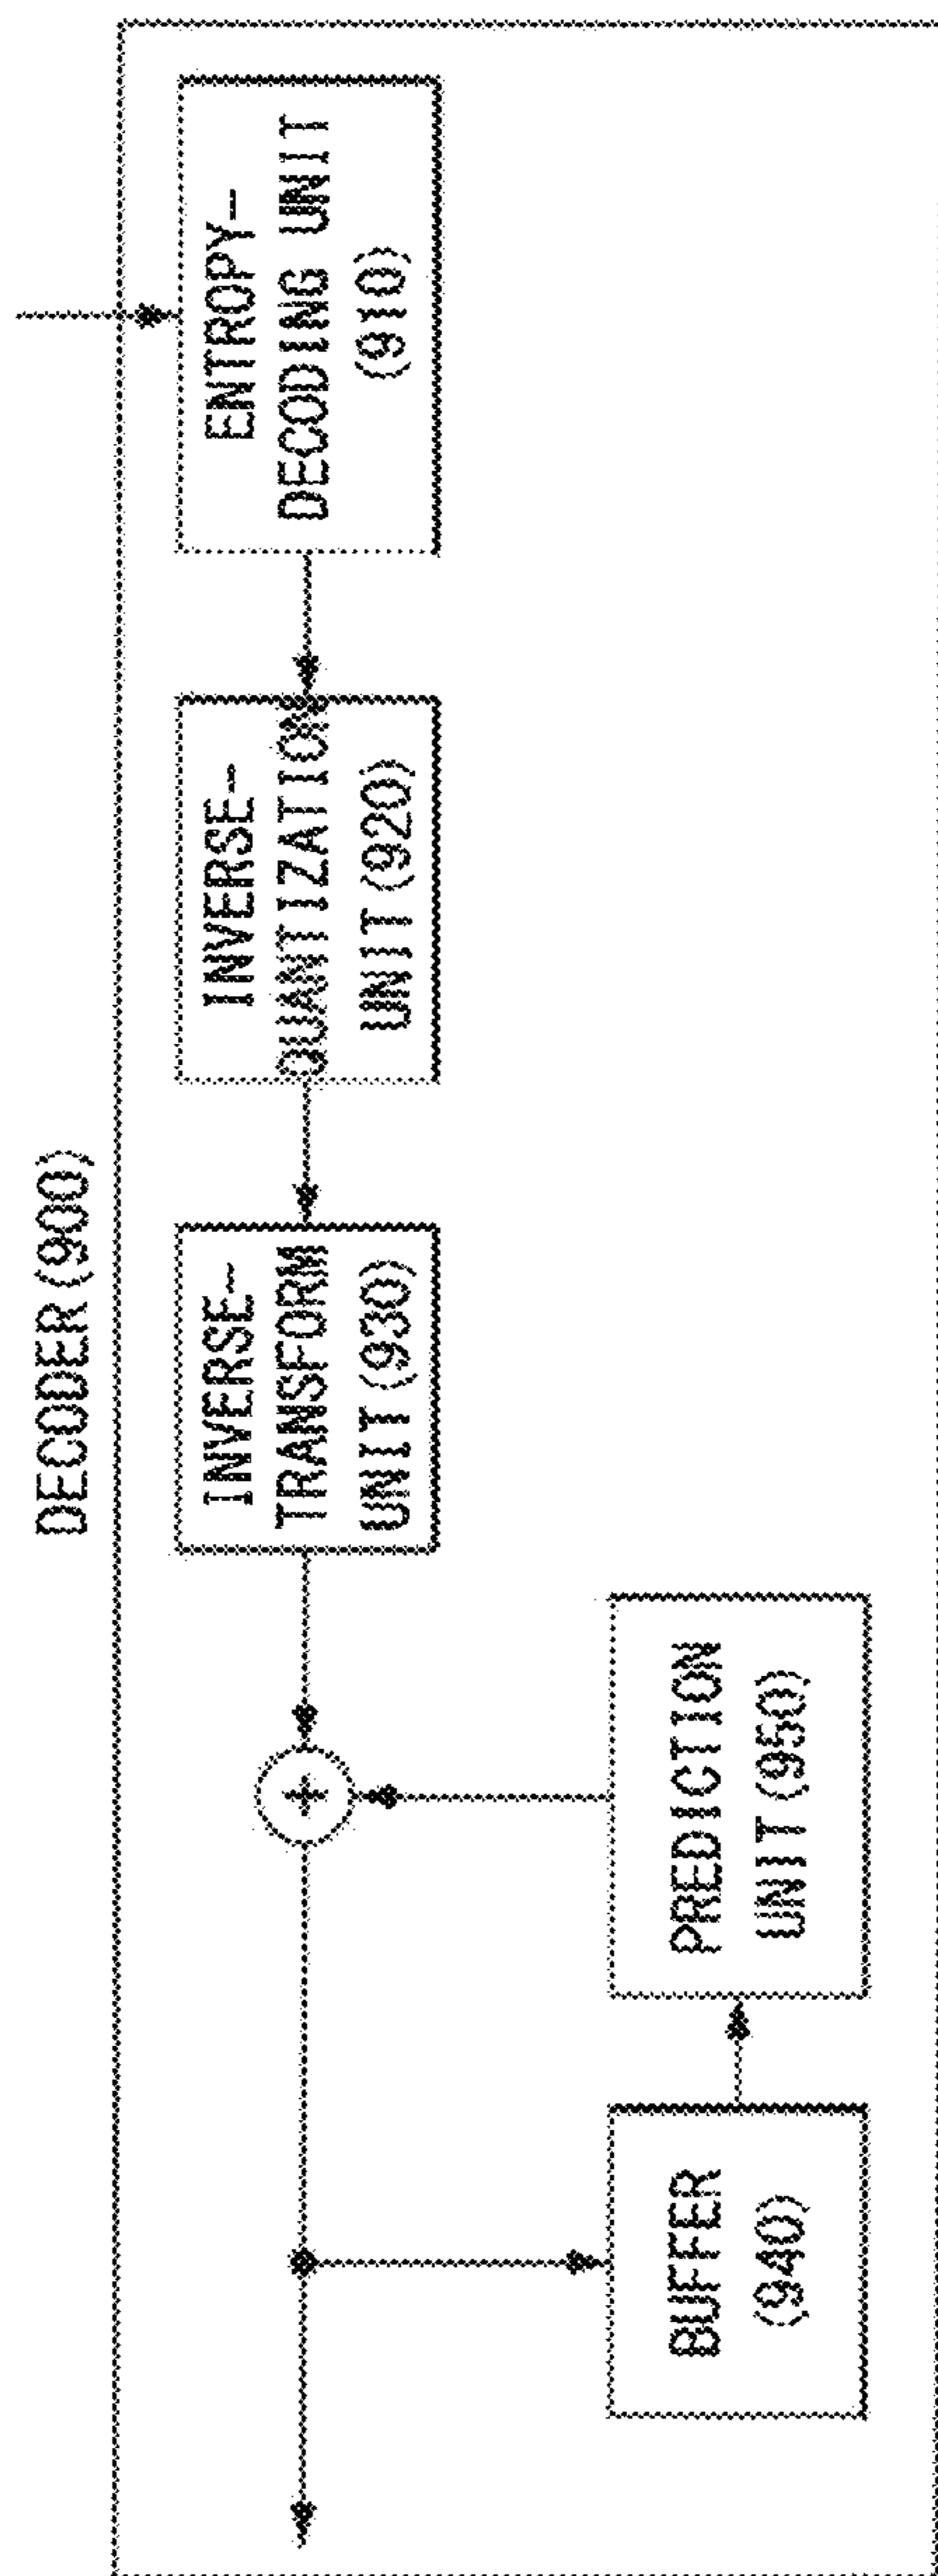 DECODER (900)
ENTROPY-
DECODING UNIT
(910)
INVERSE-
QUANTIZATION
UNIT (920)
INVERSE-
TRANSFORM
UNIT (930)
+
PREDICTION
UNIT (950)
BUFFER
(940)